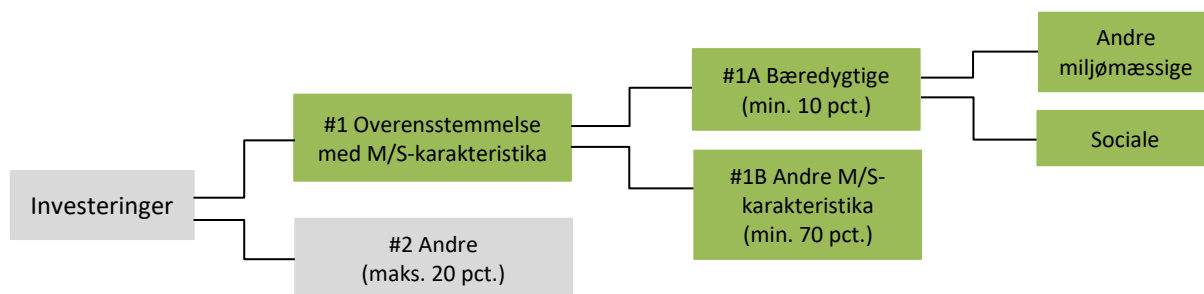 Investeringer
#1 Overensstemmelse
med M/S-karakteristika
#2 Andre
(maks. 20 pct.)
#1A Bæredygtige
(min. 10 pct.)
#1B Andre M/S-
karakteristika
(min. 70 pct.)
Andre
miljømæssige
Sociale